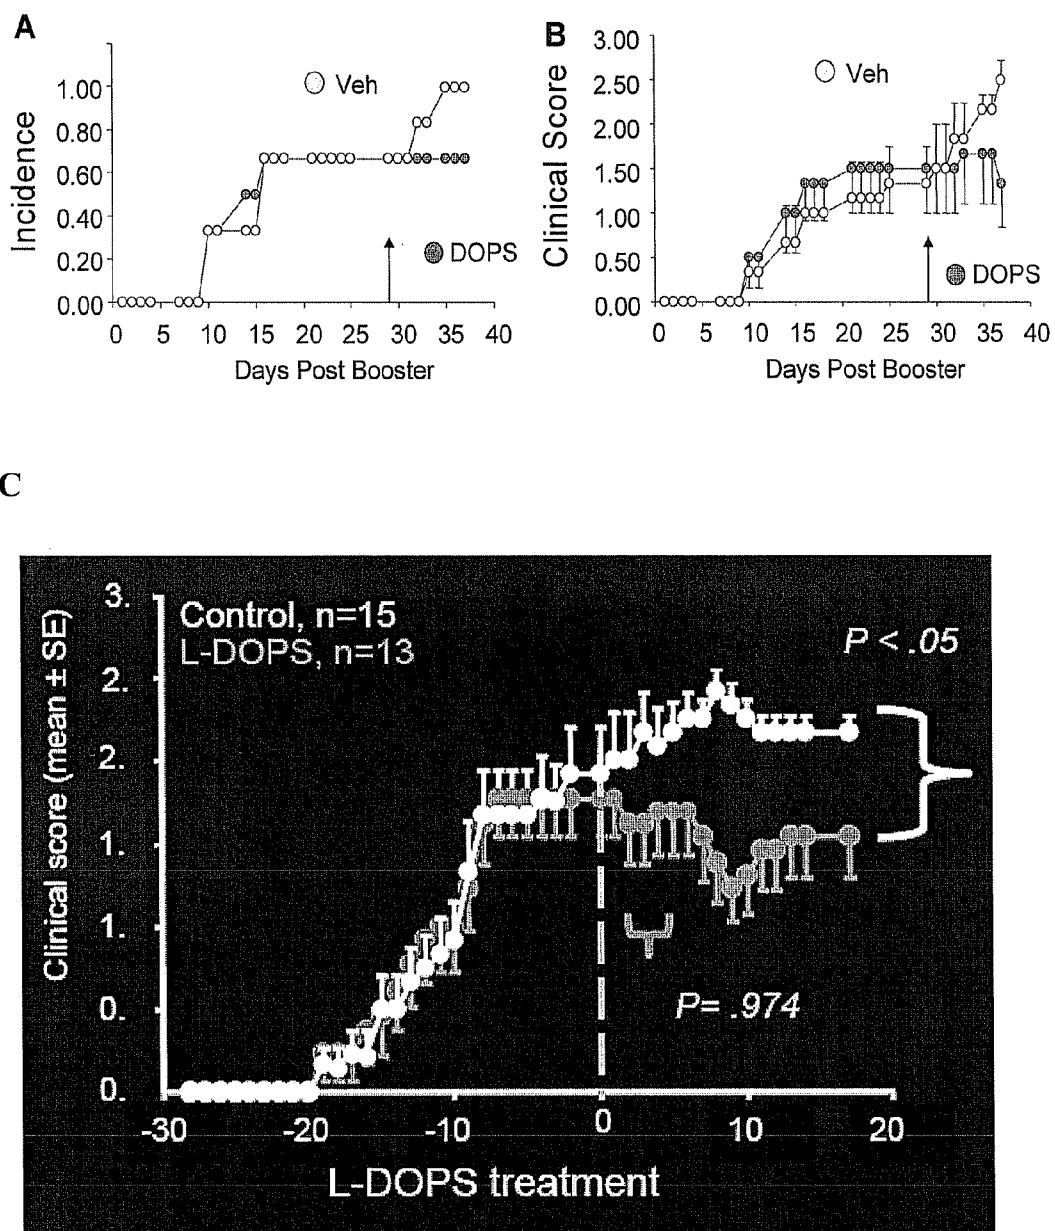 A
Incidence
1.00
0.80
0.60
0.40
0.20
0.00
Veh
DOPS
0 5 10 15 20 25 30 35 40
Days Post Booster
B
Clinical Score
3.00
2.50
2.00
1.50
1.00
0.50
0.00
Veh
DOPS
0 5 10 15 20 25 30 35 40
Days Post Booster
C
Clinical score (mean ± SE)
3.
2.
2.
1.
1.
0.
0.
Control, n=15
L-DOPS, n=13
P < .05
P= .974
-30 -20 -10 0 10 20
L-DOPS treatment